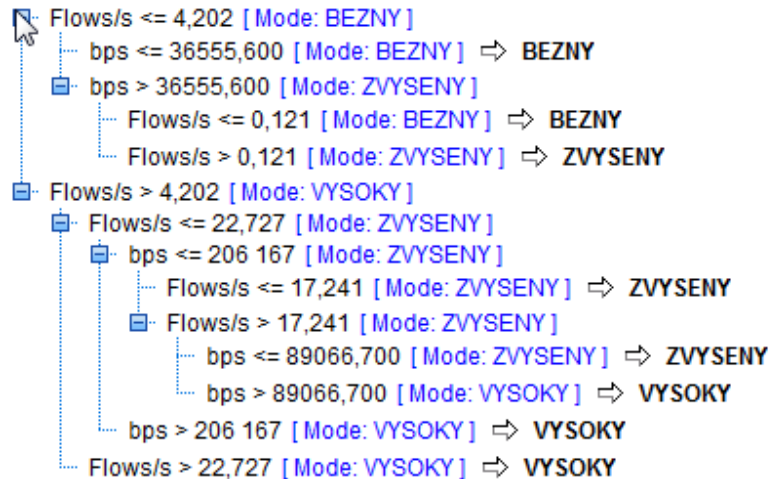 Flows/s <= 4,202 [ Mode: BEZNY ]
bps <= 36555,600 [ Mode: BEZNY ] ⇨ BEZNY
bps > 36555,600 [ Mode: ZVYSENY ]
Flows/s <= 0,121 [ Mode: BEZNY ] ⇨ BEZNY
Flows/s > 0,121 [ Mode: ZVYSENY ] ⇨ ZVYSENY
Flows/s > 4,202 [ Mode: VYSOKY ]
Flows/s <= 22,727 [ Mode: ZVYSENY ]
bps <= 206 167 [ Mode: ZVYSENY ]
Flows/s <= 17,241 [ Mode: ZVYSENY ] ⇨ ZVYSENY
Flows/s > 17,241 [ Mode: ZVYSENY ]
bps <= 89066,700 [ Mode: ZVYSENY ] ⇨ ZVYSENY
bps > 89066,700 [ Mode: VYSOKY ] ⇨ VYSOKY
bps > 206 167 [ Mode: VYSOKY ] ⇨ VYSOKY
Flows/s > 22,727 [ Mode: VYSOKY ] ⇨ VYSOKY